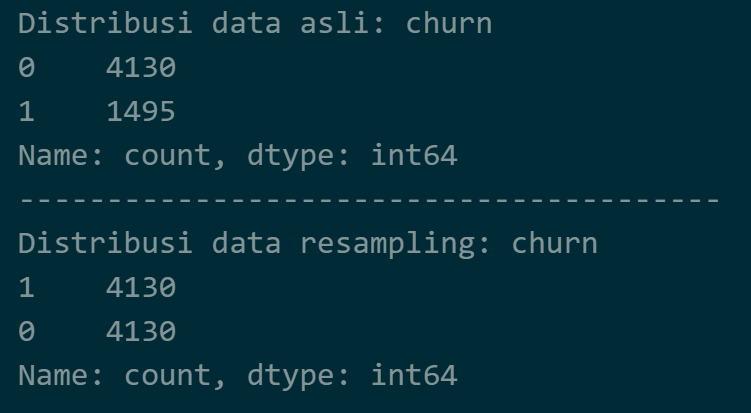 Distribusi data asli: churn
0    4130
1    1495
Name: count, dtype: int64
----------------------------------------
Distribusi data resampling: churn
1    4130
0    4130
Name: count, dtype: int64